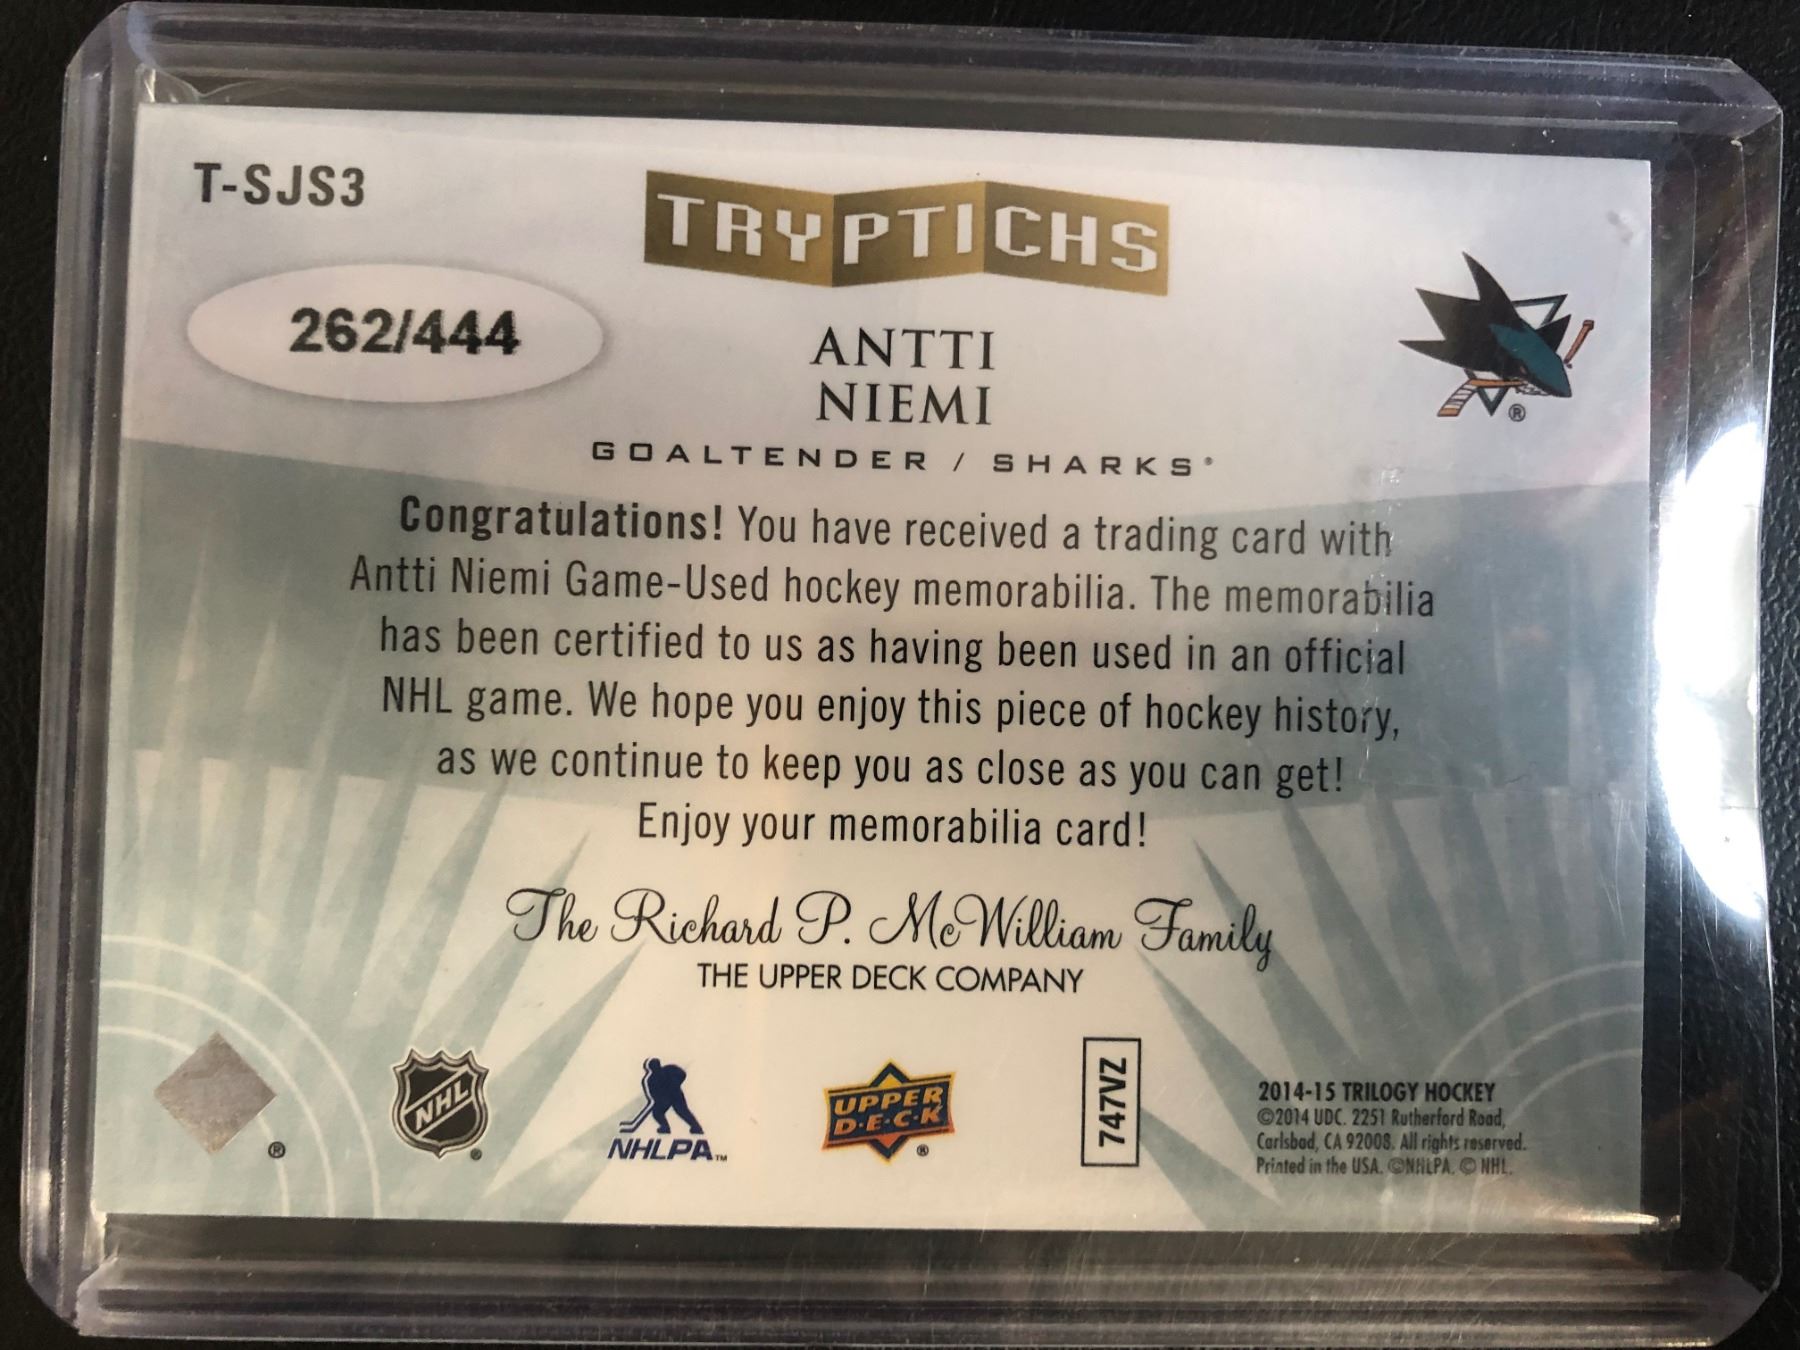 T-SJS3
TRYPTICHS
262/444
ANTTI
NIEMI
GOALTENDER / SHARKS®
®
Congratulations! You have received a trading card with
Antti Niemi Game-Used hockey memorabilia. The memorabilia
has been certified to us as having been used in an official
NHL game. We hope you enjoy this piece of hockey history,
as we continue to keep you as close as you can get!
Enjoy your memorabilia card!
The Richard P. McWilliam Family
THE UPPER DECK COMPANY
®
NHL
®
NHLPA™
UPPER
D·E·C·K
®
747VZ
2014-15 TRILOGY HOCKEY
©2014 UDC. 2251 Rutherford Road,
Carlsbad, CA 92008. All rights reserved.
Printed in the USA. ©NHLPA. © NHL.